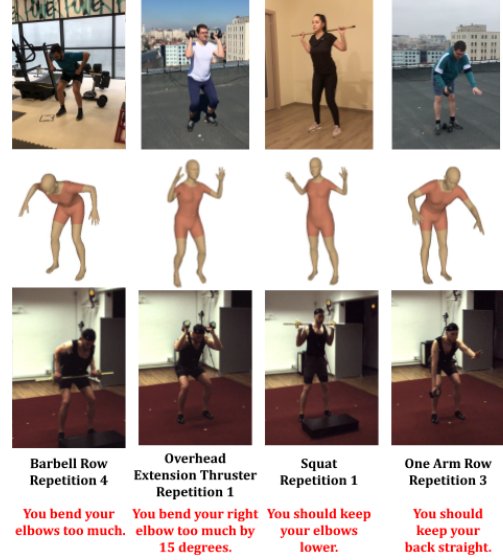 Barbell Row
Repetition 4
You bend your
elbows too much.
Overhead
Extension Thruster
Repetition 1
You bend your right
elbow too much by
15 degrees.
Squat
Repetition 1
You should keep
your elbows
lower.
One Arm Row
Repetition 3
You should
keep your
back straight.